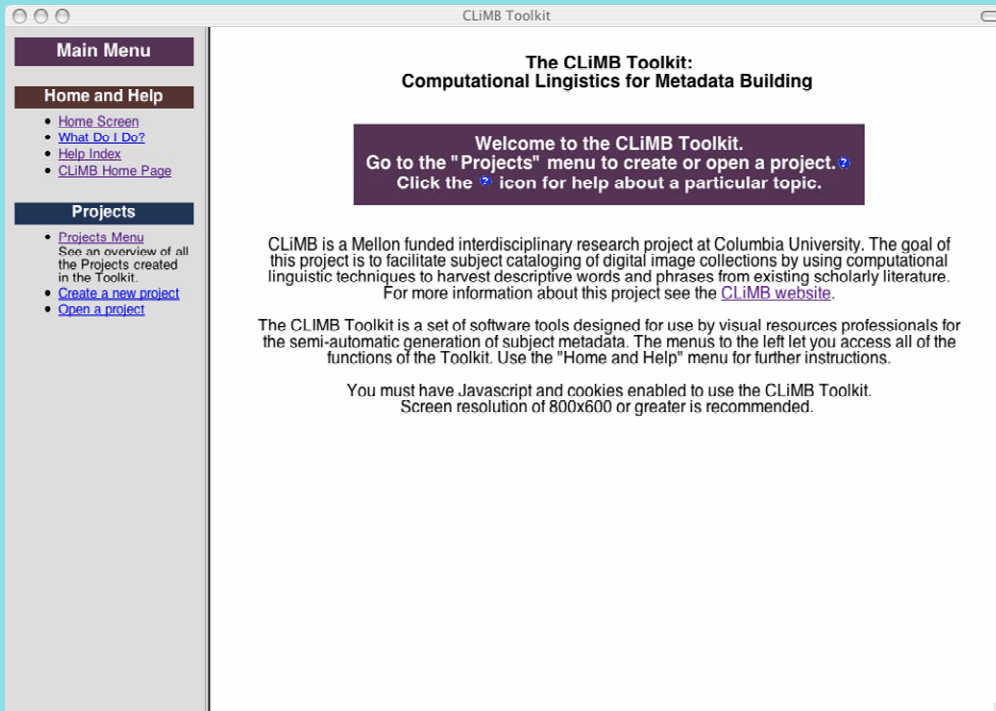 CLiMB Toolkit
Main Menu
Home and Help
Home Screen
What Do I Do?
Help Index
CLiMB Home Page
Projects
Projects Menu
See an overview of all
the Projects created
in the Toolkit.
Create a new project
Open a project
The CLiMB Toolkit:
Computational Lingistics for Metadata Building
Welcome to the CLiMB Toolkit.
Go to the "Projects" menu to create or open a project.?
Click the ? icon for help about a particular topic.
CLiMB is a Mellon funded interdisciplinary research project at Columbia University. The goal of
this project is to facilitate subject cataloging of digital image collections by using computational
linguistic techniques to harvest descriptive words and phrases from existing scholarly literature.
For more information about this project see the CLiMB website.
The CLIMB Toolkit is a set of software tools designed for use by visual resources professionals for
the semi-automatic generation of subject metadata. The menus to the left let you access all of the
functions of the Toolkit. Use the "Home and Help" menu for further instructions.
You must have Javascript and cookies enabled to use the CLiMB Toolkit.
Screen resolution of 800x600 or greater is recommended.